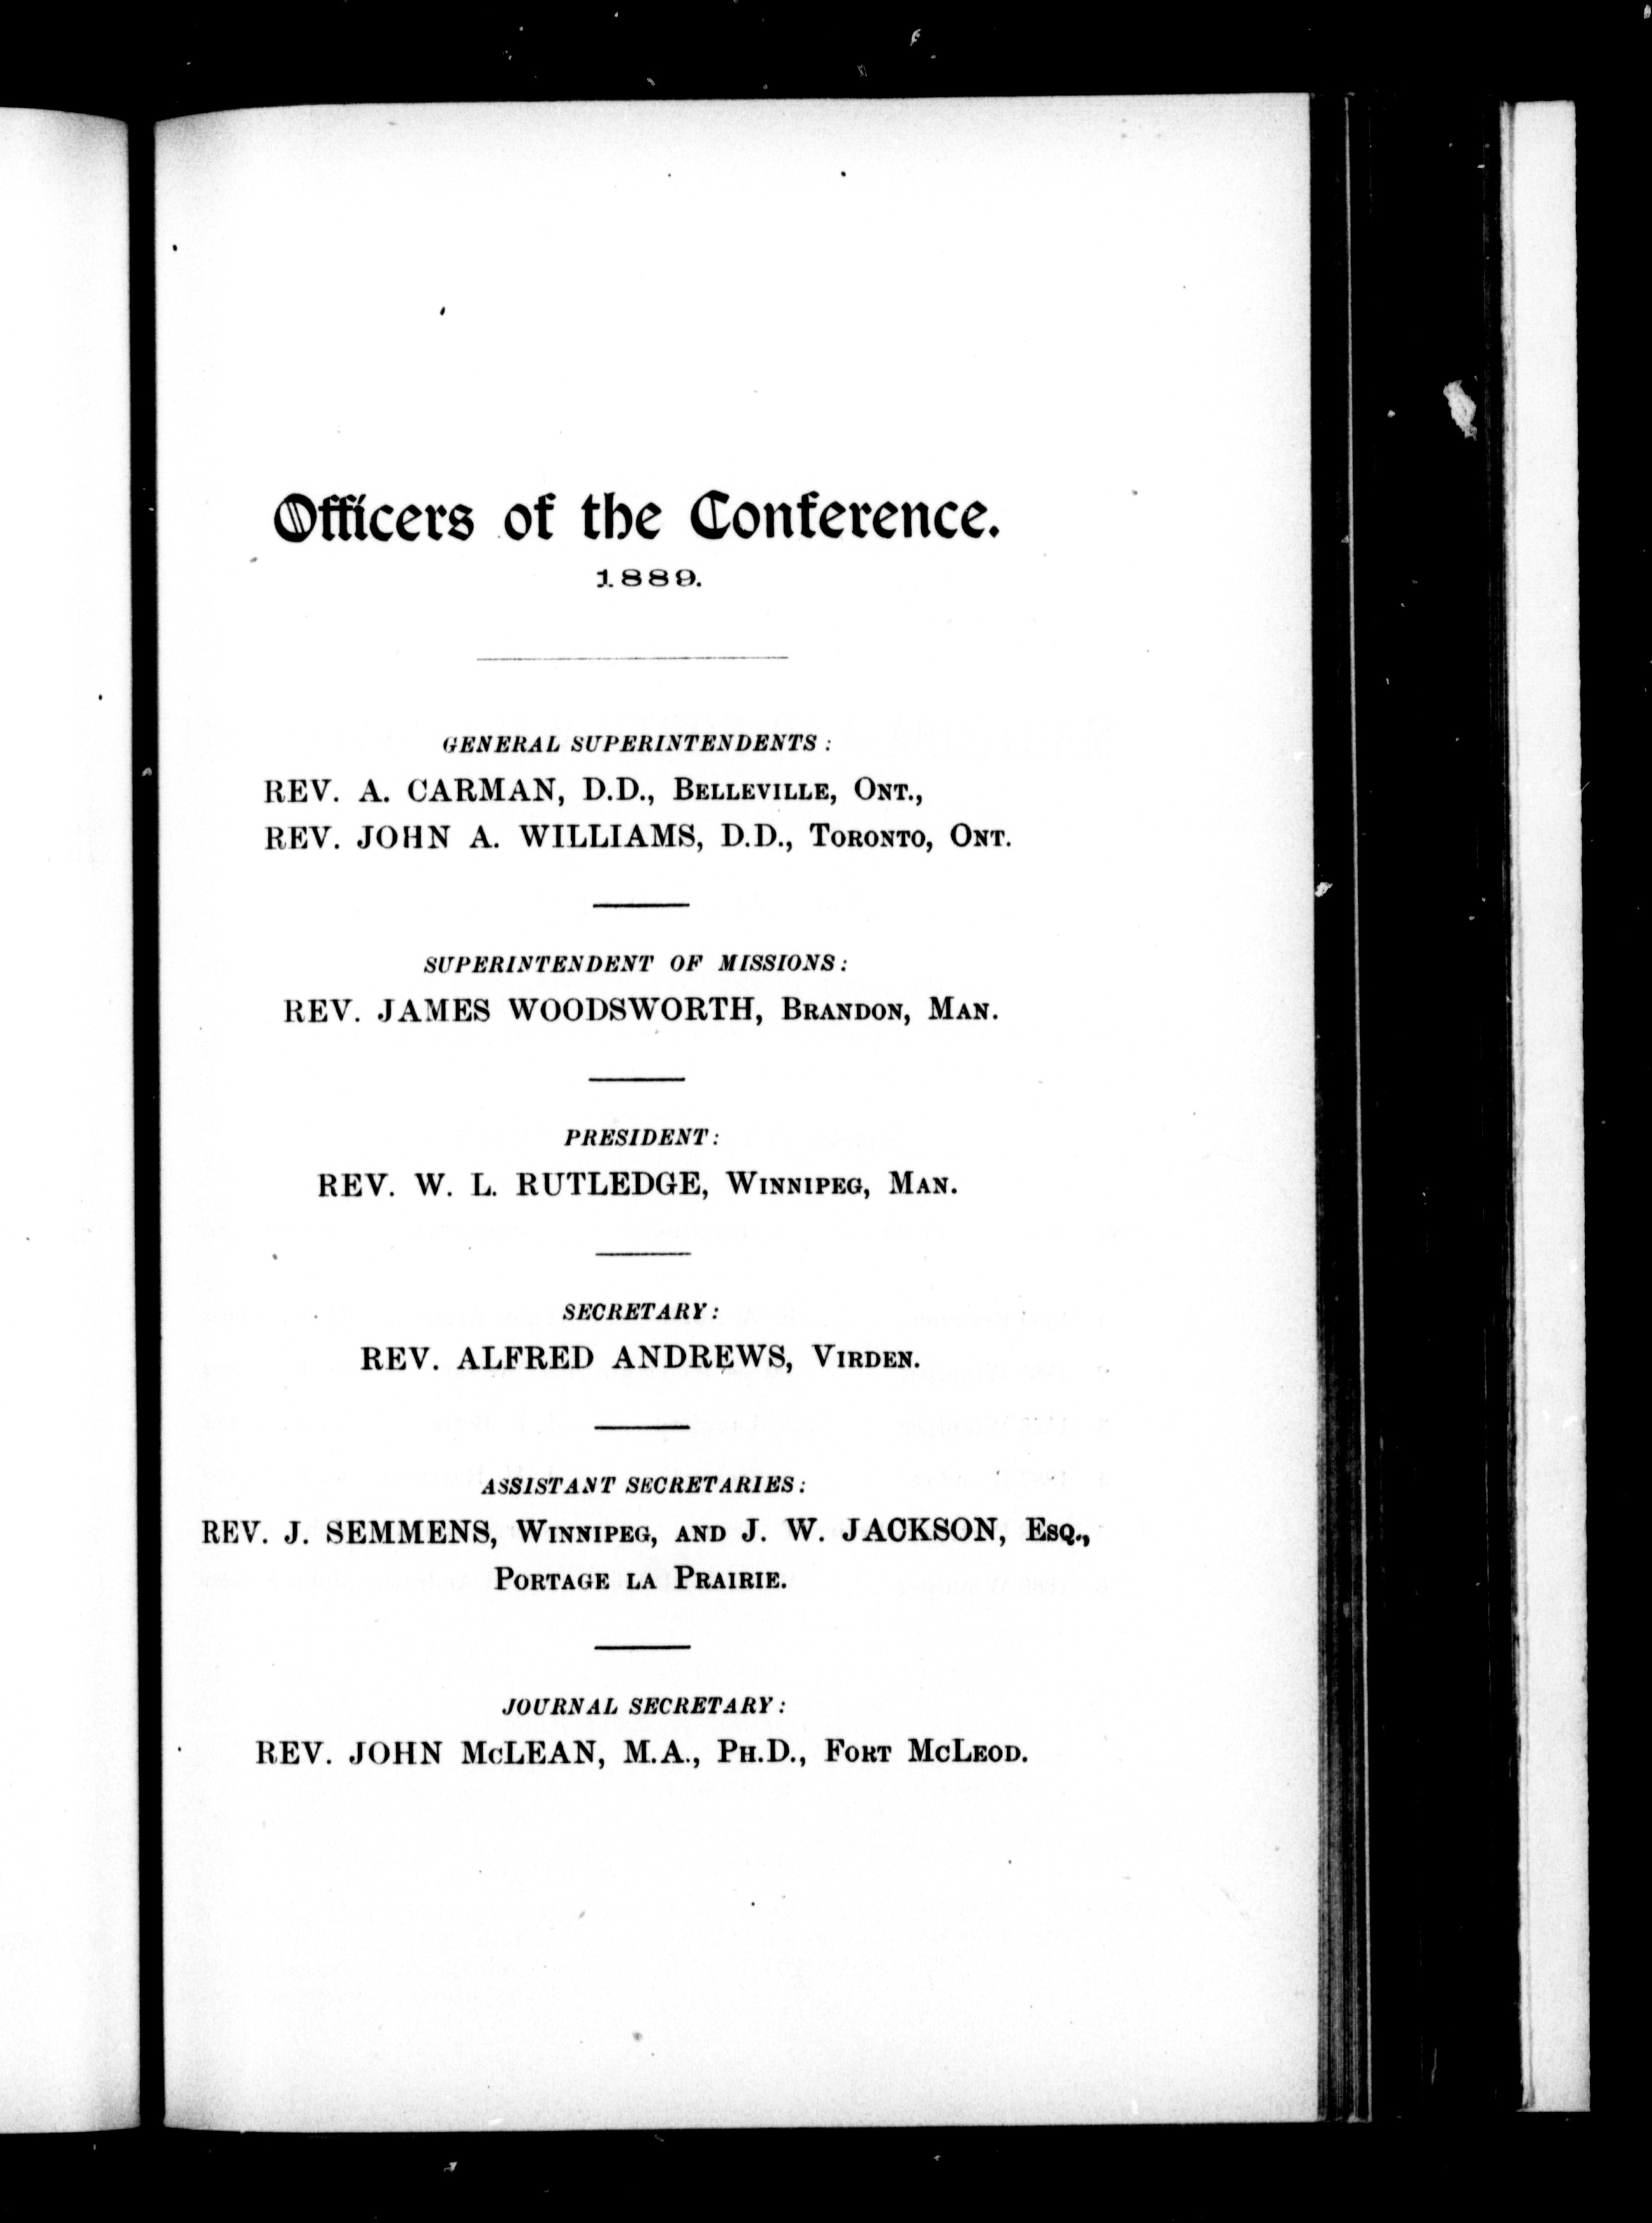 Officers of the Conference.
1889.
GENERAL SUPERINTENDENTS:
REV. A. CARMAN, D.D., BELLEVILLE, ONT.,
REV. JOHN A. WILLIAMS, D.D., TORONTO, ONT.
SUPERINTENDENT OF MISSIONS:
REV. JAMES WOODSWORTH, BRANDON, MAN.
PRESIDENT:
REV. W. L. RUTLEDGE, WINNIPEG, MAN.
SECRETARY:
REV. ALFRED ANDREWS, VIRDEN.
ASSISTANT SECRETARIES:
REV. J. SEMMENS, WINNIPEG, AND J. W. JACKSON, ESQ.,
PORTAGE LA PRAIRIE.
JOURNAL SECRETARY:
REV. JOHN McLEAN, M.A., PH.D., FORT McLEOD.